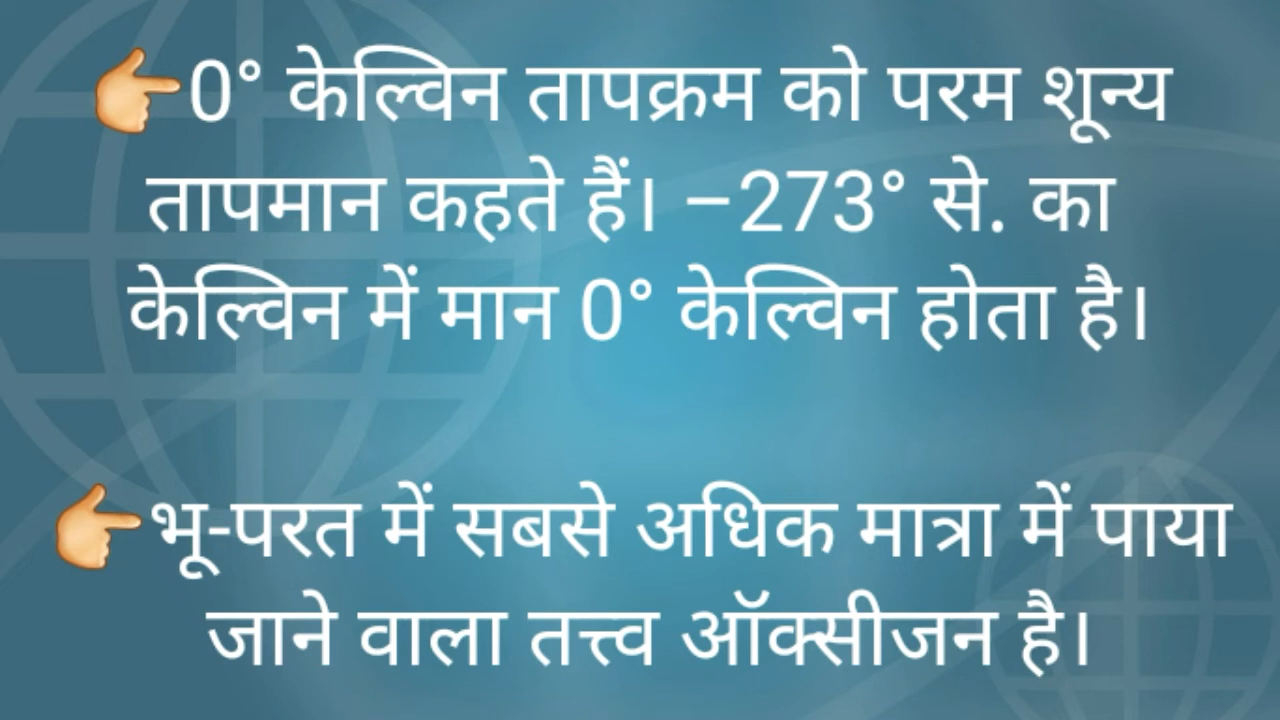 👉0° केल्विन तापक्रम को परम शून्य
तापमान कहते हैं। –273° से. का
केल्विन में मान 0° केल्विन होता है।
👉भू-परत में सबसे अधिक मात्रा में पाया
जाने वाला तत्त्व ऑक्सीजन है।